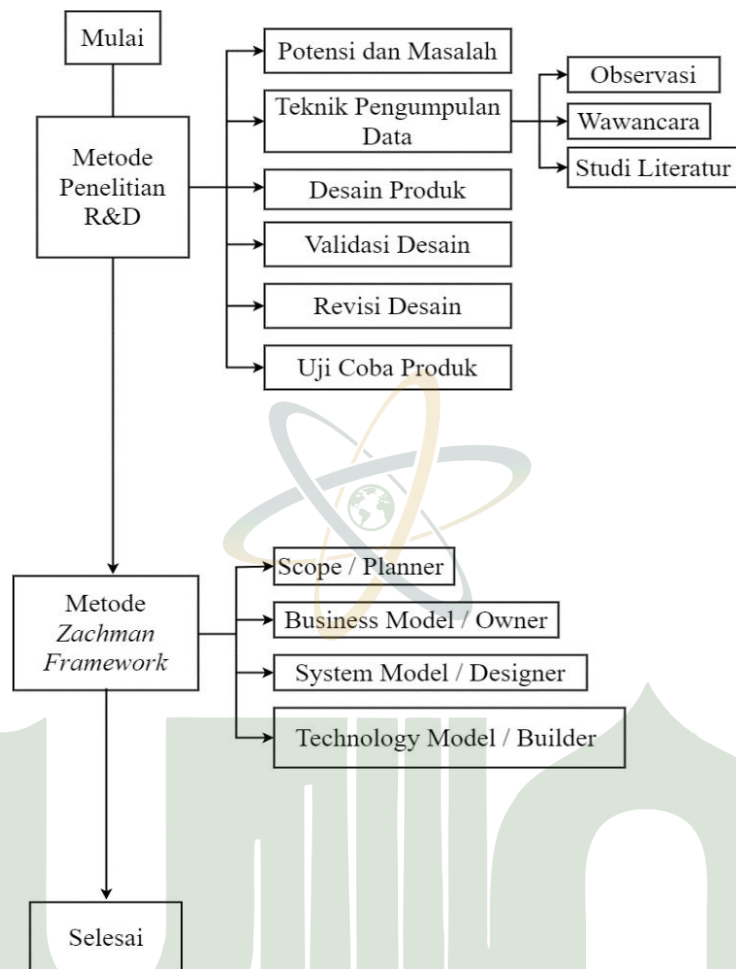 Mulai
Metode
Penelitian
R&D
Potensi dan Masalah
Teknik Pengumpulan
Data
Observasi
Wawancara
Studi Literatur
Desain Produk
Validasi Desain
Revisi Desain
Uji Coba Produk
Metode
Zachman
Framework
Scope / Planner
Business Model / Owner
System Model / Designer
Technology Model / Builder
Selesai